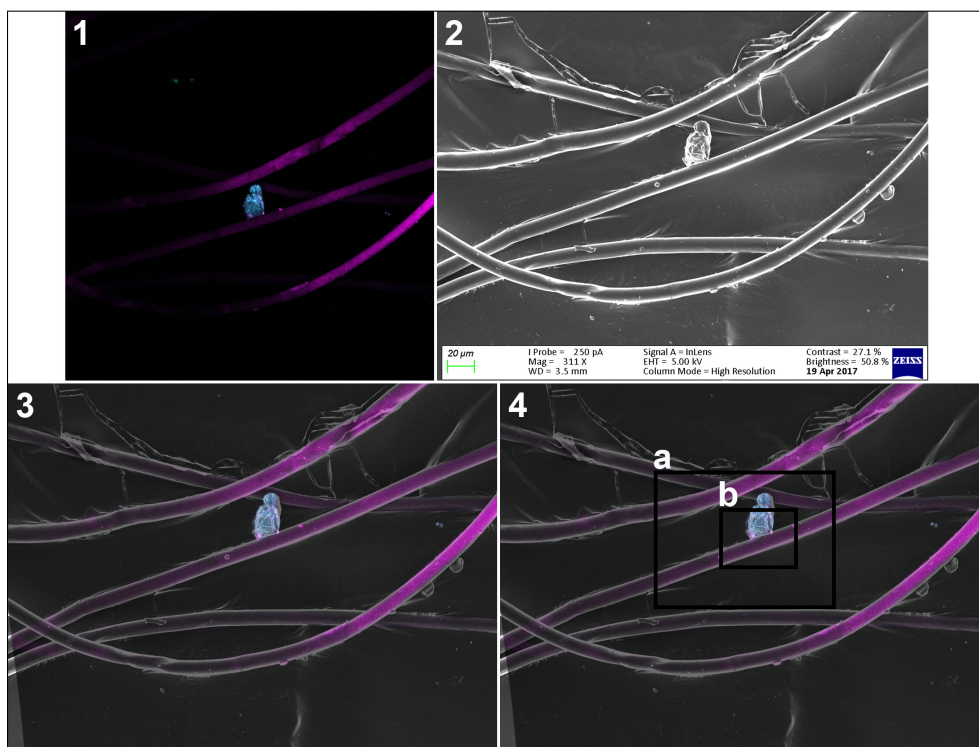 1
2
20 µm
I Probe = 250 pA
Mag = 311 X
WD = 3.5 mm
Signal A = InLens
EHT = 5.00 kV
Column Mode = High Resolution
Contrast = 27.1 %
Brightness = 50.8 %
19 Apr 2017
ZEISS
3
4
a
b